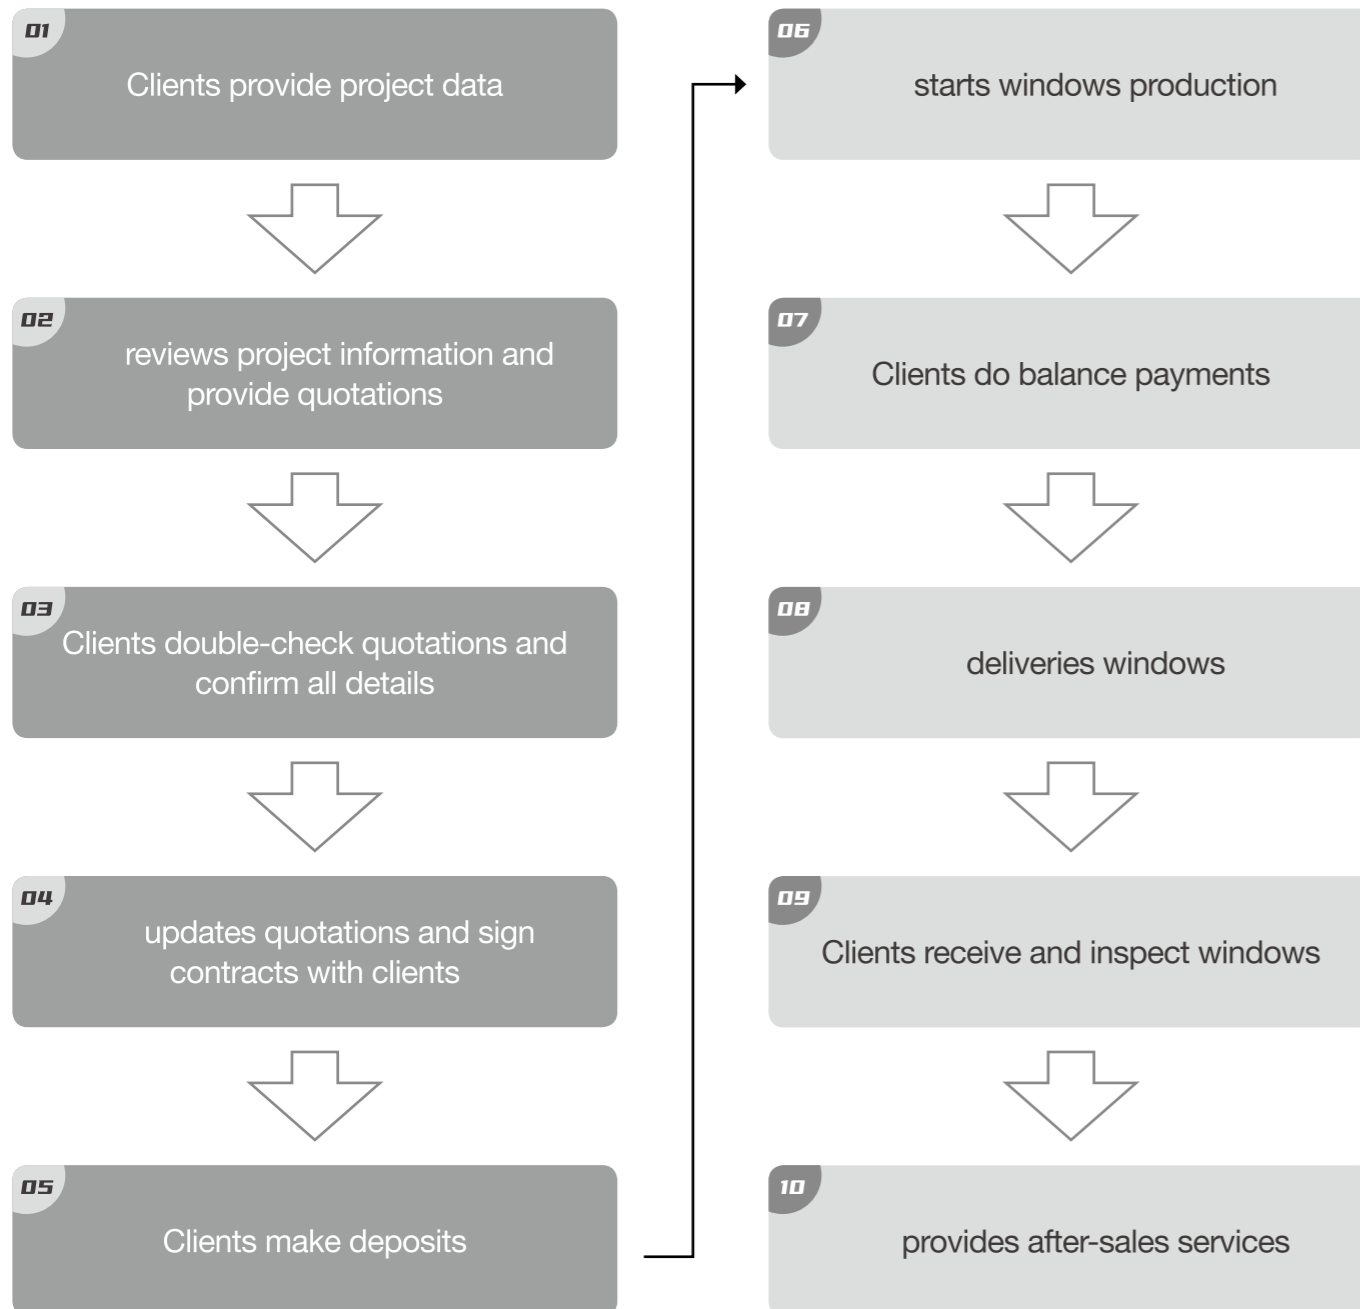 01
Clients provide project data
02
reviews project information and
provide quotations
03
Clients double-check quotations and
confirm all details
04
updates quotations and sign
contracts with clients
05
Clients make deposits
06
starts windows production
07
Clients do balance payments
08
deliveries windows
09
Clients receive and inspect windows
10
provides after-sales services